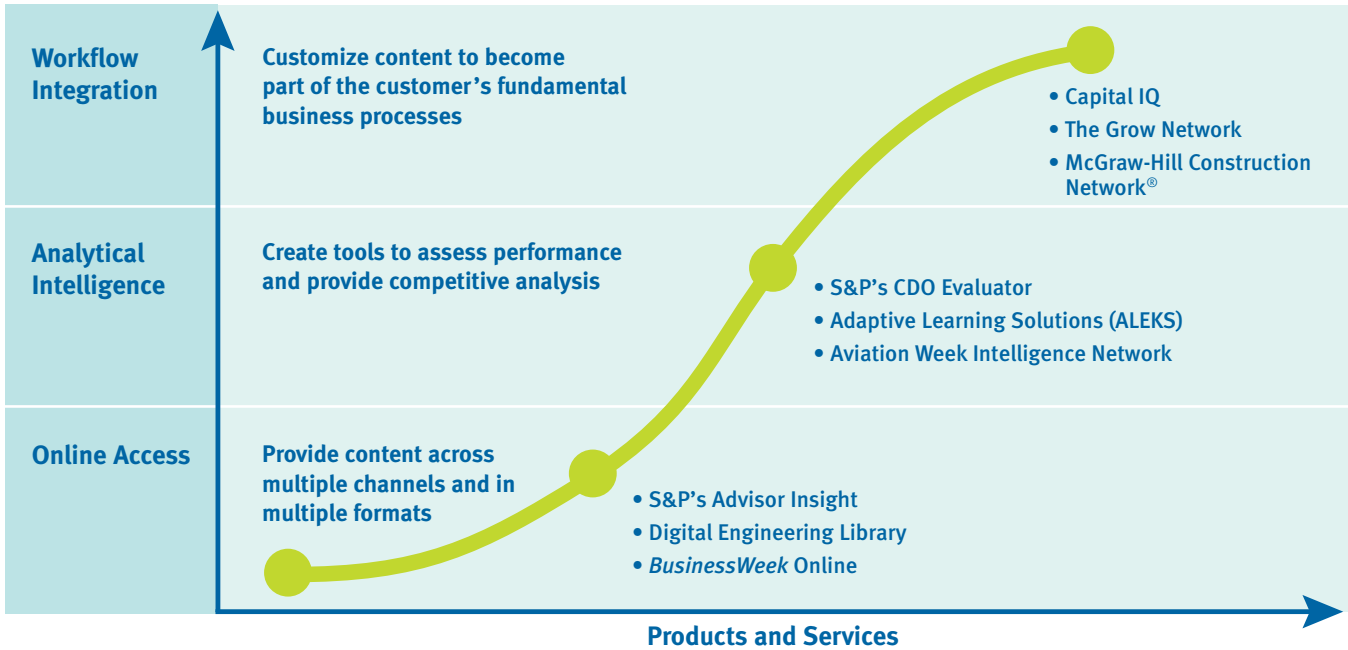 Workflow
Integration
Customize content to become
part of the customer’s fundamental
business processes
• Capital IQ
• The Grow Network
• McGraw-Hill Construction
Network®
Analytical
Intelligence
Create tools to assess performance
and provide competitive analysis
• S&P’s CDO Evaluator
• Adaptive Learning Solutions (ALEKS)
• Aviation Week Intelligence Network
Online Access
Provide content across
multiple channels and in
multiple formats
• S&P’s Advisor Insight
• Digital Engineering Library
• BusinessWeek Online
Products and Services